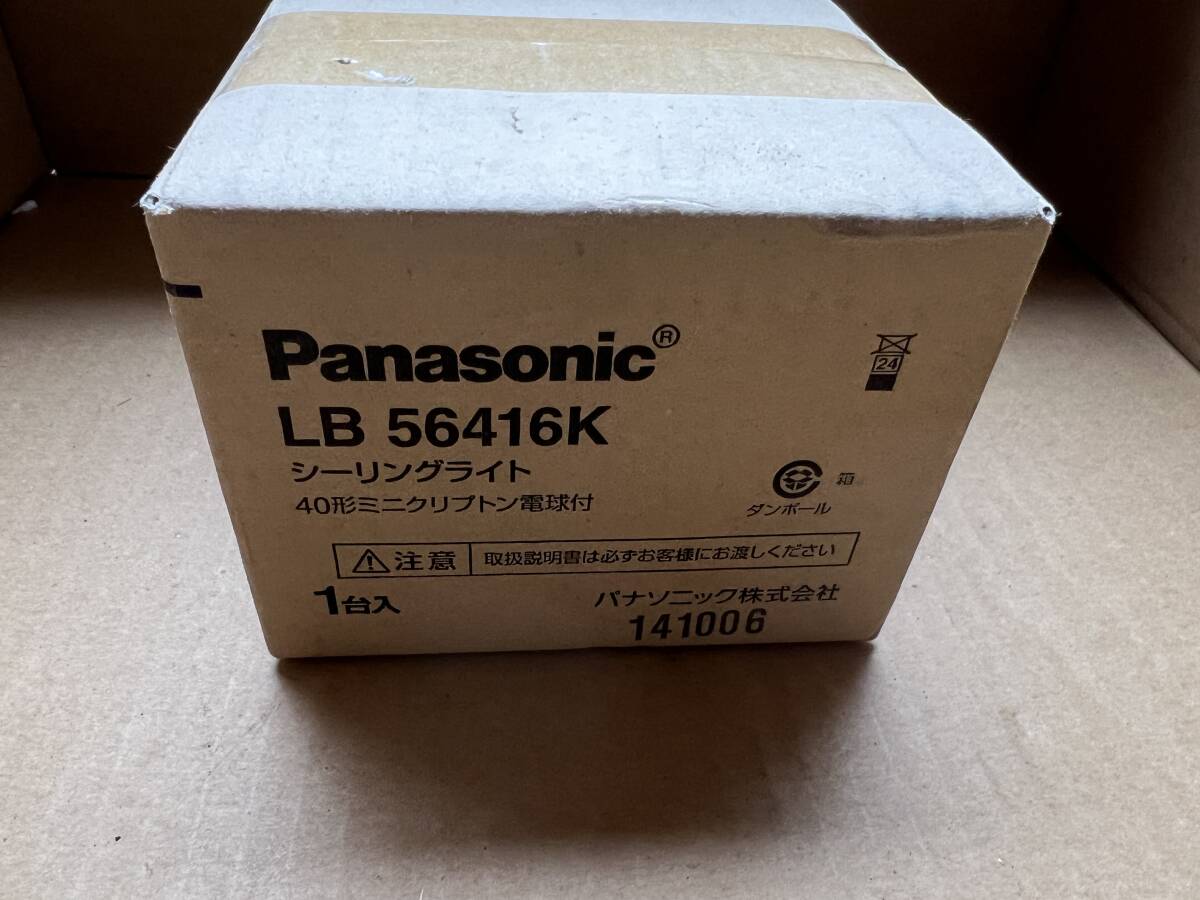 Panasonic®
LB 56416K
シーリングライト
40形ミニクリプトン電球付
24
ダンボール 箱
注意 取扱説明書は必ずお客様にお渡しください
1台入
パナソニック株式会社
141006